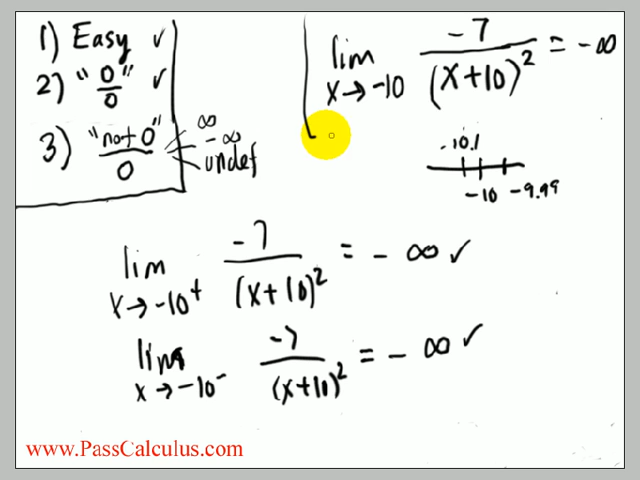 1) Easy ✓
2) "0/0" ✓
3) "not 0"/0 ∞ -∞ undef
lim x→-10 -7/(x+10)² = -∞
-10.1
-10 -9.99
lim x→-10⁺ -7/(x+10)² = -∞ ✓
lim x→-10⁻ -7/(x+10)² = -∞ ✓
www.PassCalculus.com